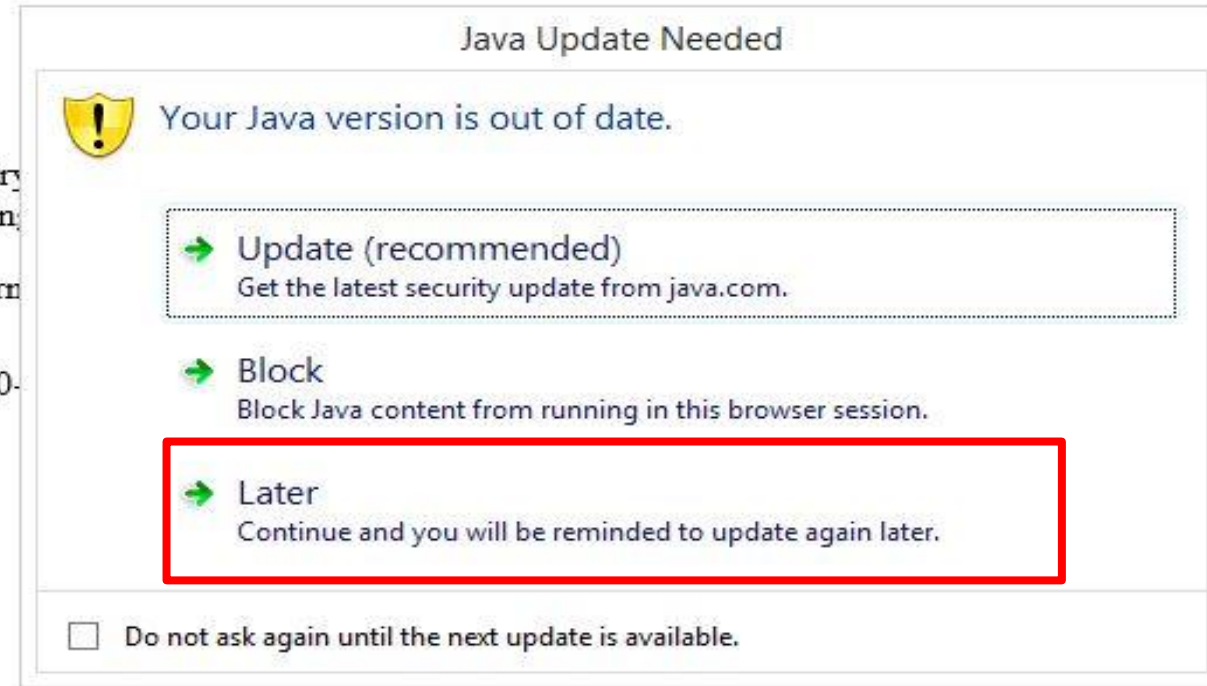 Java Update Needed
Your Java version is out of date.
Update (recommended)
Get the latest security update from java.com.
Block
Block Java content from running in this browser session.
Later
Continue and you will be reminded to update again later.
Do not ask again until the next update is available.